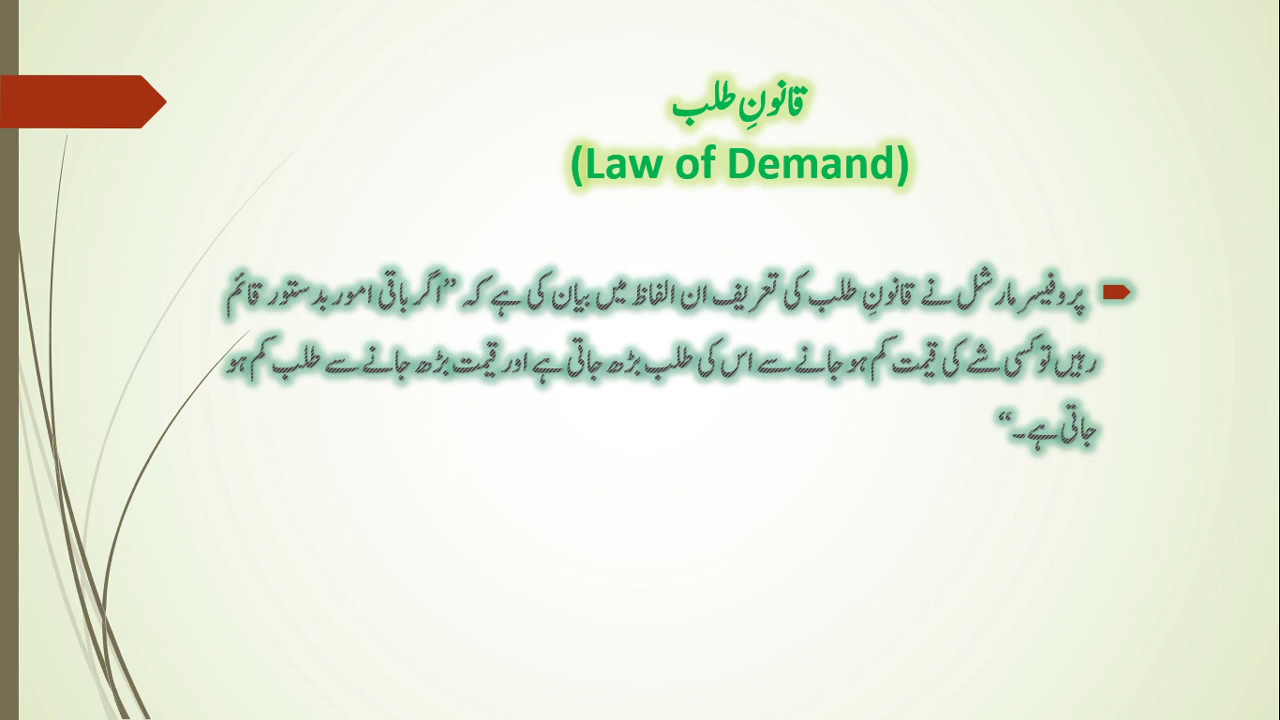 قانونِ طلب
(Law of Demand)
پروفیسر مارشل نے قانونِ طلب کی تعریف ان الفاظ میں بیان کی ہے کہ ”اگر باقی امور بدستور قائم
رہیں تو کسی شے کی قیمت کم ہو جانے سے اس کی طلب بڑھ جاتی ہے اور قیمت بڑھ جانے سے طلب کم ہو
جاتی ہے۔“